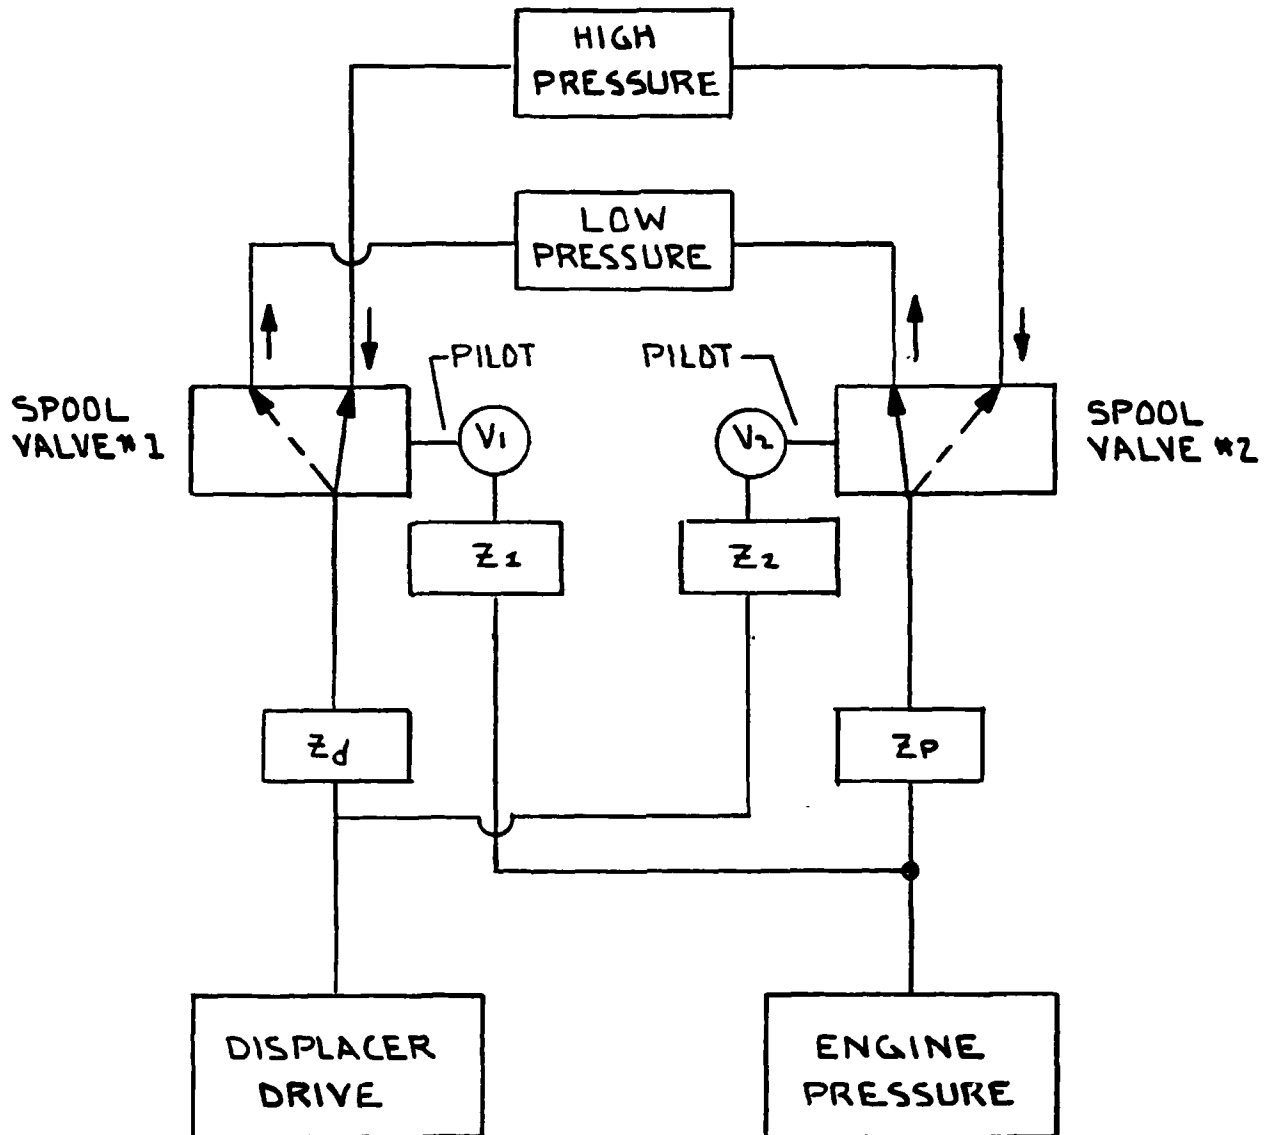 HIGH
PRESSURE
LOW
PRESSURE
PILOT
PILOT
SPOOL
VALVE #1
V1
V2
SPOOL
VALVE #2
Z1
Z2
Zd
ZP
DISPLACER
DRIVE
ENGINE
PRESSURE